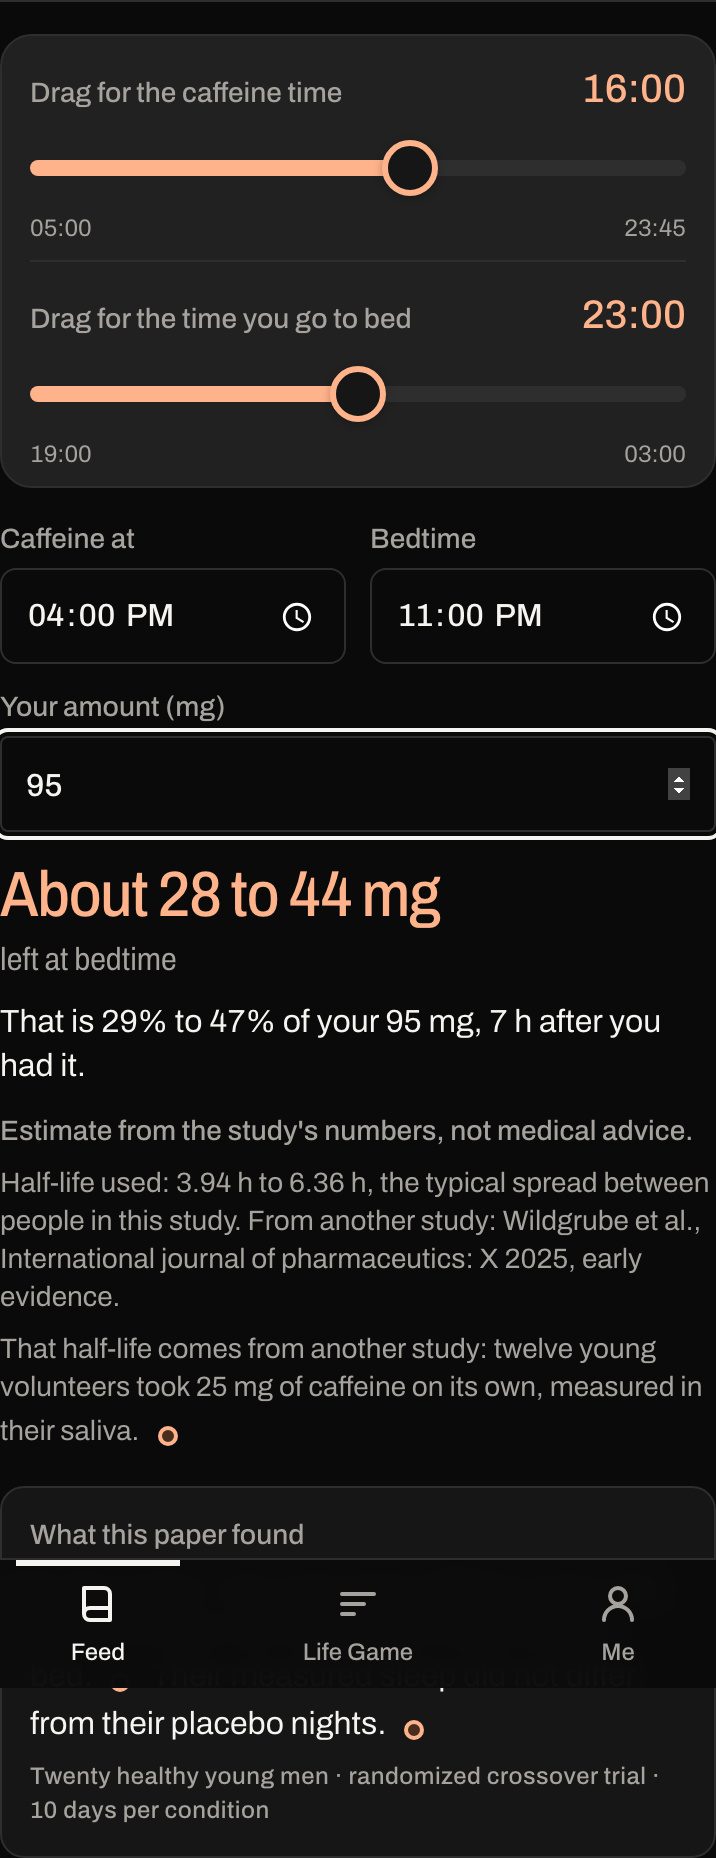 Drag for the caffeine time
16:00
05:00
23:45
Drag for the time you go to bed
23:00
19:00
03:00
Caffeine at
Bedtime
04:00 PM
11:00 PM
Your amount (mg)
95
About 28 to 44 mg
left at bedtime
That is 29% to 47% of your 95 mg, 7 h after you
had it.
Estimate from the study's numbers, not medical advice.
Half-life used: 3.94 h to 6.36 h, the typical spread between
people in this study. From another study: Wildgrube et al.,
International journal of pharmaceutics: X 2025, early
evidence.
That half-life comes from another study: twelve young
volunteers took 25 mg of caffeine on its own, measured in
their saliva.
What this paper found
Feed
Life Game
Me
bed. Their measured sleep did not differ
from their placebo nights.
Twenty healthy young men · randomized crossover trial ·
10 days per condition